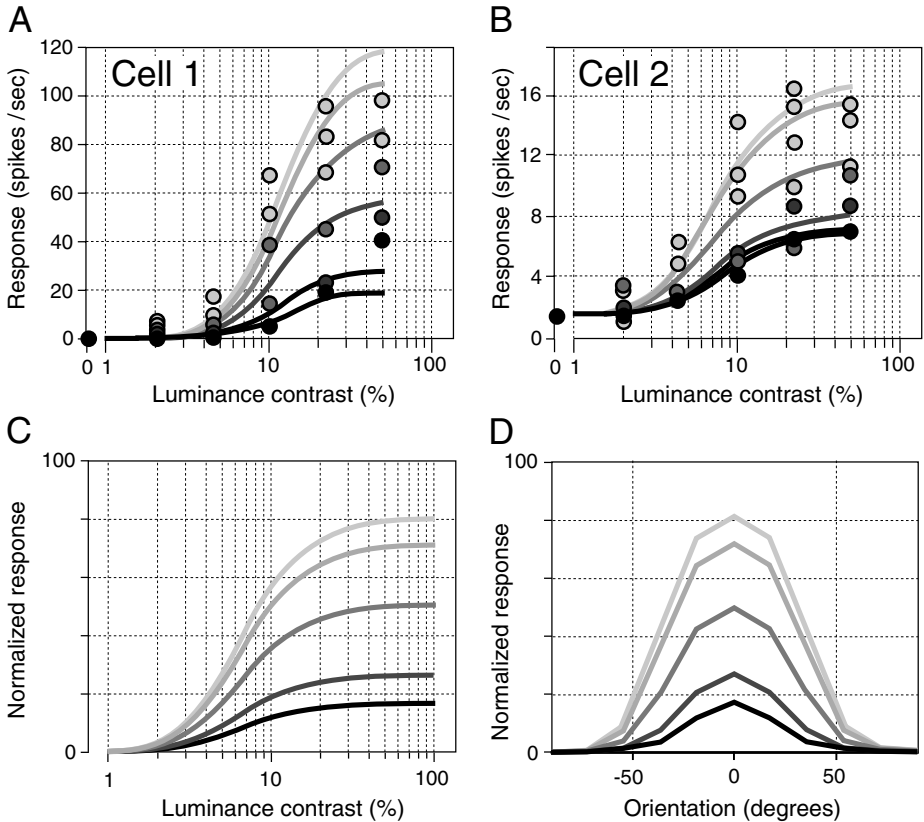 A
Cell 1
Response (spikes / sec)
120
100
80
60
40
20
0
0 1 10 100
Luminance contrast (%)
B
Cell 2
Response (spikes / sec)
16
12
8
4
0
0 1 10 100
Luminance contrast (%)
C
Normalized response
100
0
1 10 100
Luminance contrast (%)
D
Normalized response
100
0
-50 0 50
Orientation (degrees)